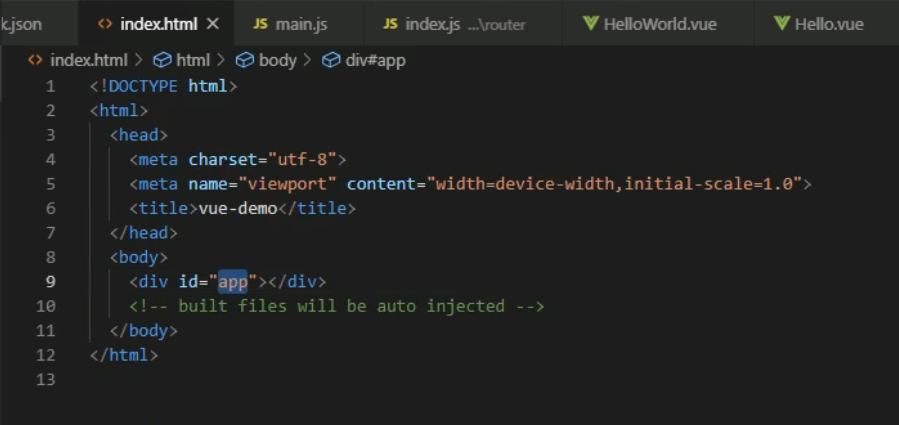 k.json index.html main.js index.js ...\router HelloWorld.vue Hello.vue
index.html > html > body > div#app
1 <!DOCTYPE html>
2 <html>
3 <head>
4 <meta charset="utf-8">
5 <meta name="viewport" content="width=device-width,initial-scale=1.0">
6 <title>vue-demo</title>
7 </head>
8 <body>
9 <div id="app"></div>
10 <!-- built files will be auto injected -->
11 </body>
12 </html>
13